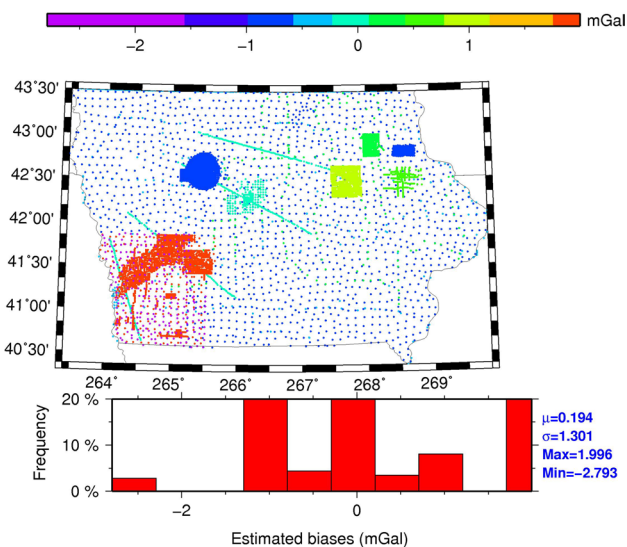 mGal
−2 −1 0 1
43˚30'
43˚00'
42˚30'
42˚00'
41˚30'
41˚00'
40˚30'
264˚ 265˚ 266˚ 267˚ 268˚ 269˚
20 %
10 %
0 %
Frequency
μ=0.194
σ=1.301
Max=1.996
Min=−2.793
−2 0
Estimated biases (mGal)